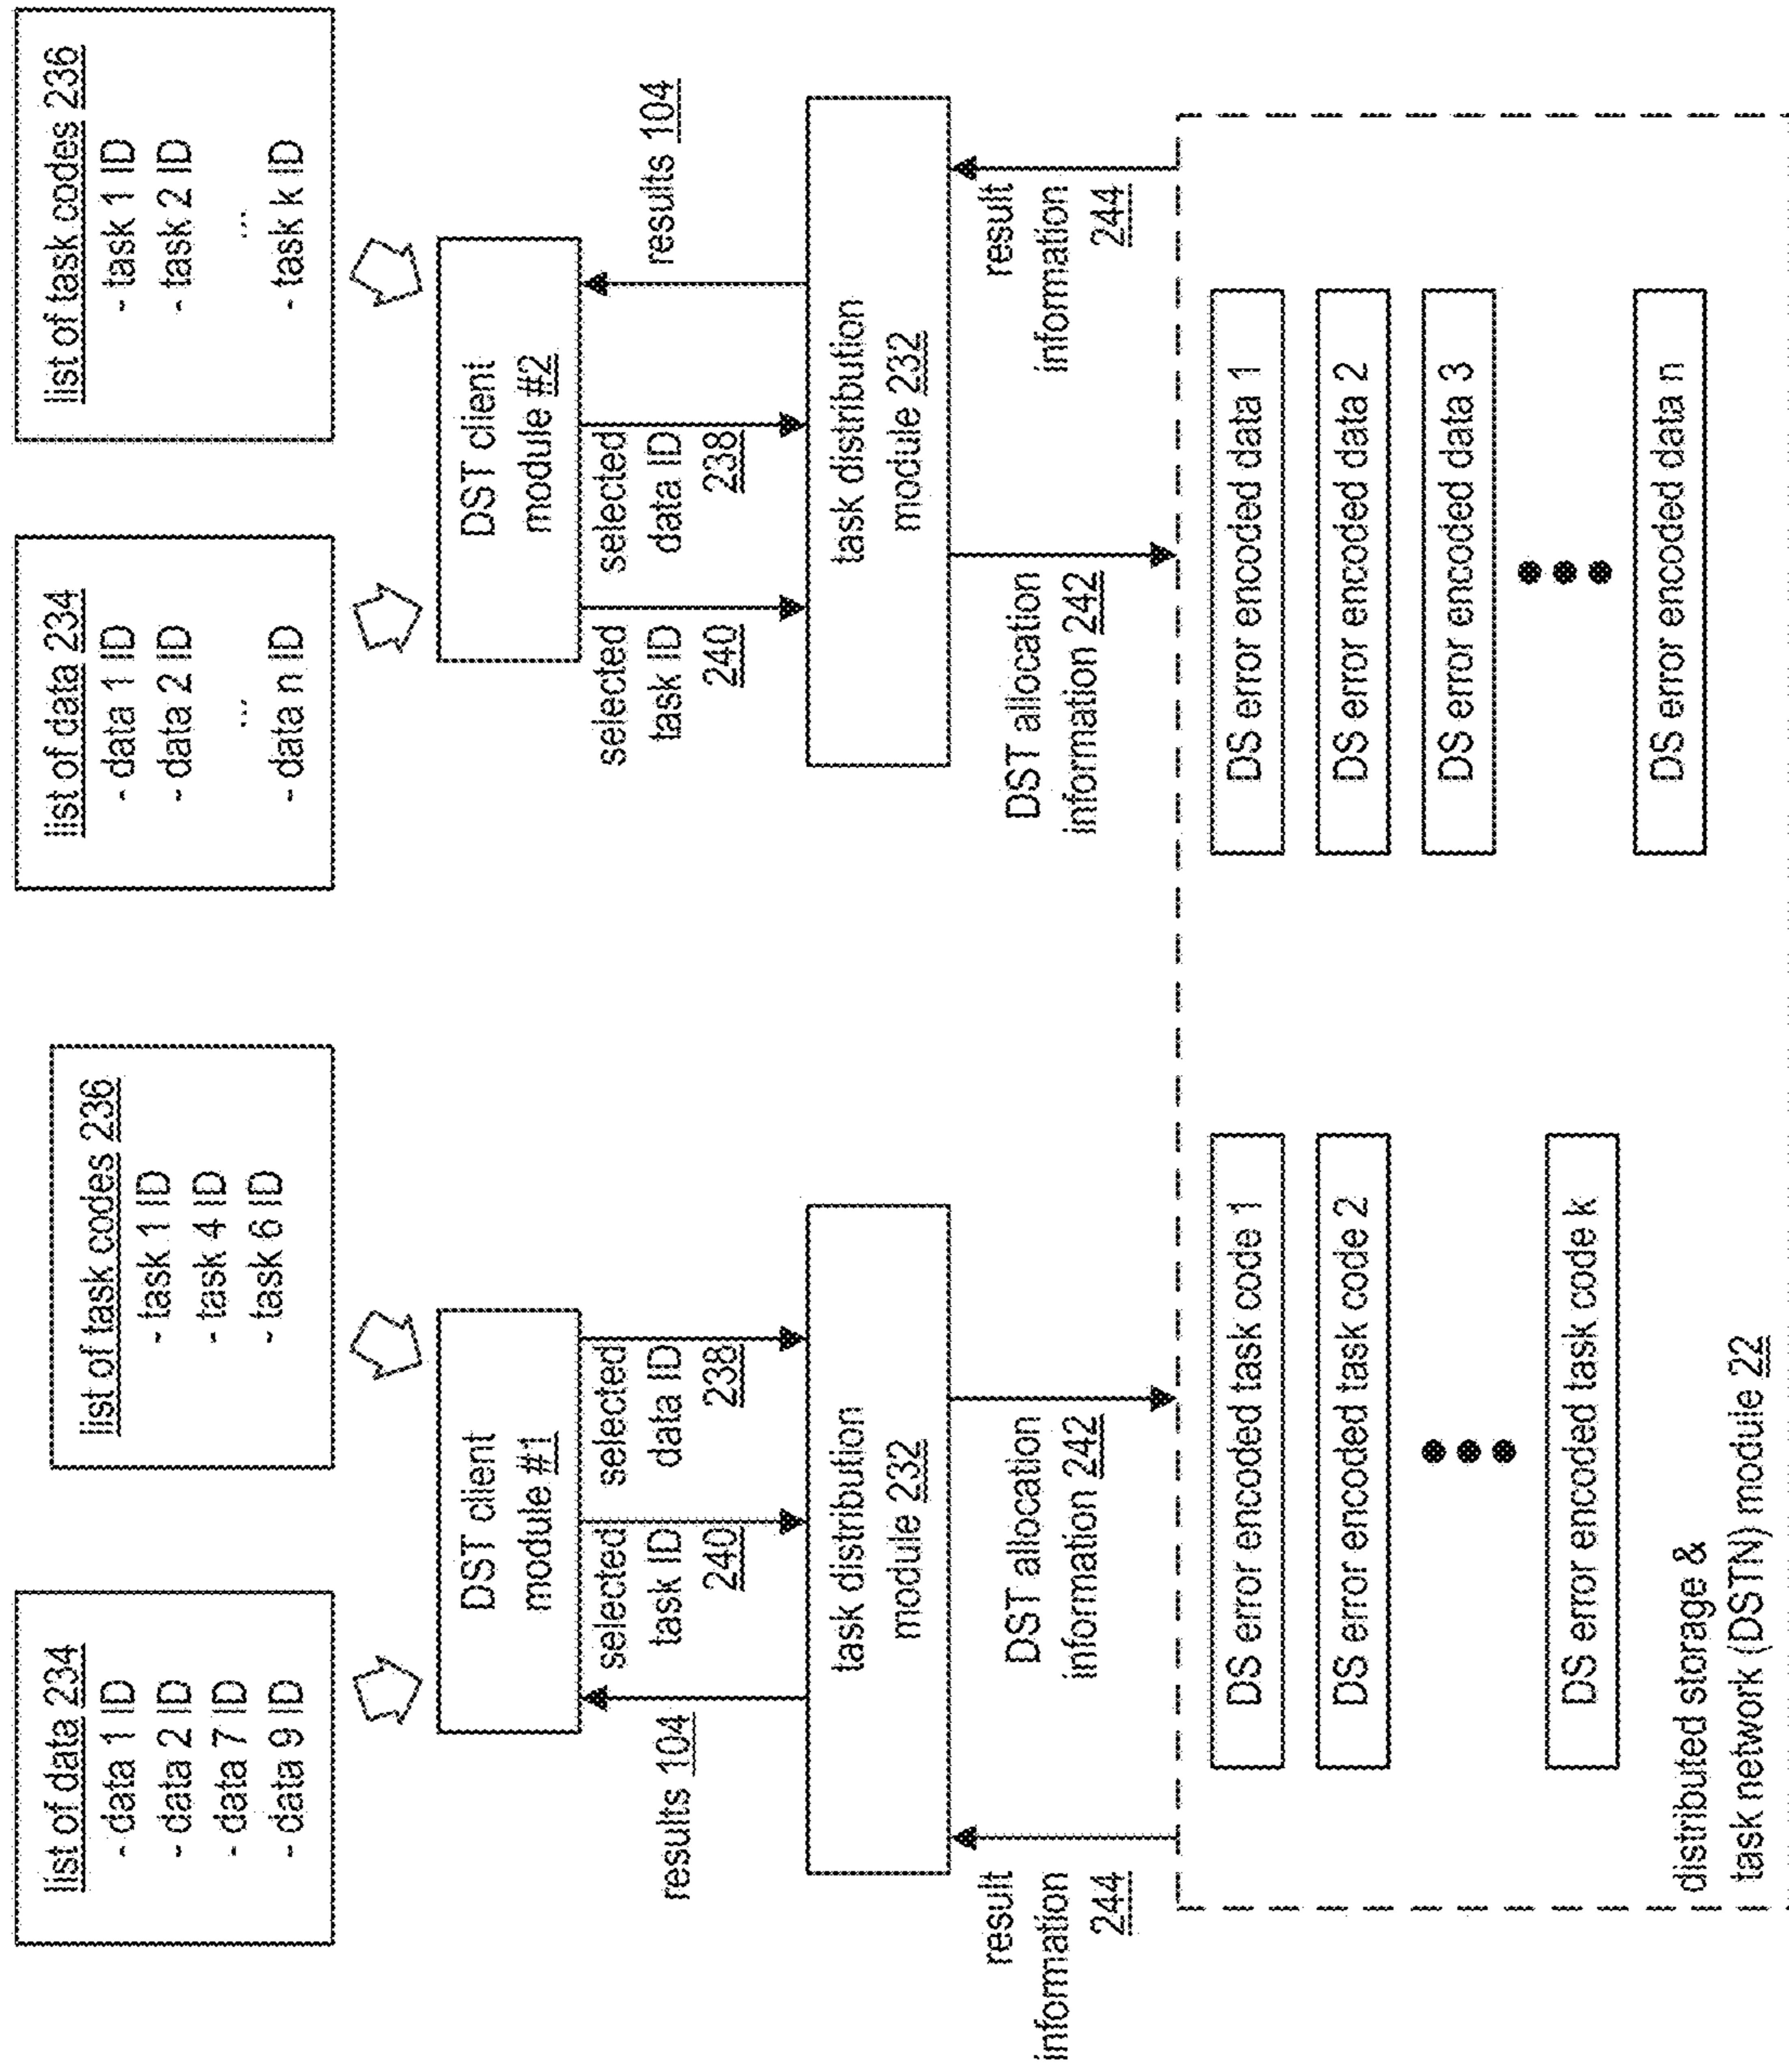 list of data 234
- data 1 ID
- data 2 ID
- data 7 ID
- data 9 ID
list of task codes 236
- task 1 ID
- task 4 ID
- task 6 ID
DST client
module #1
results 104
selected
task ID
240
selected
data ID
238
task distribution
module 232
result
information
244
DST allocation
information 242
list of data 234
- data 1 ID
- data 2 ID
...
- data n ID
list of task codes 236
- task 1 ID
- task 2 ID
...
- task k ID
DST client
module #2
selected
task ID
240
selected
data ID
238
results 104
task distribution
module 232
DST allocation
information 242
result
information
244
DS error encoded task code 1
DS error encoded task code 2
DS error encoded task code k
DS error encoded data 1
DS error encoded data 2
DS error encoded data 3
DS error encoded data n
distributed storage &
task network (DSTN) module 22